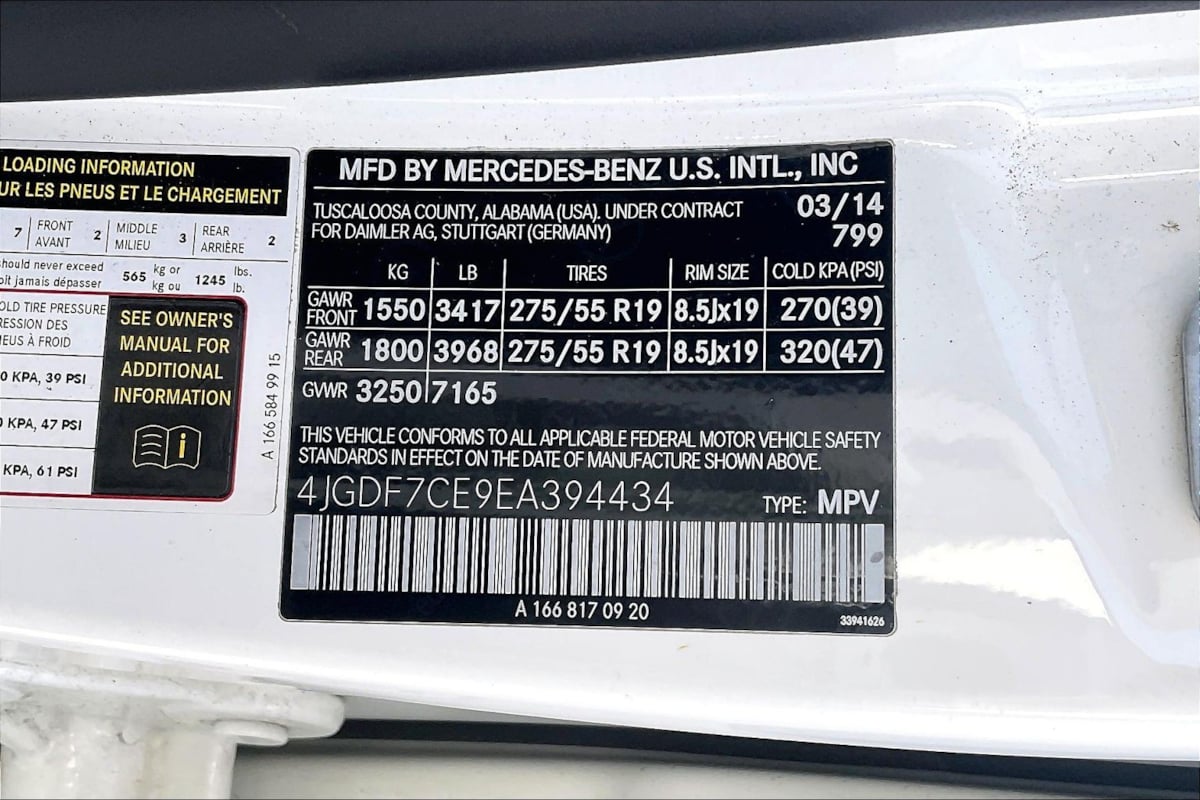 LOADING INFORMATION
UR LES PNEUS ET LE CHARGEMENT
7 FRONT AVANT 2 MIDDLE MILIEU 3 REAR ARRIÈRE 2
should never exceed
oit jamais dépasser 565 kg or kg ou 1245 lbs. lb.
OLD TIRE PRESSURE
RESSION DES
NEUS À FROID
0 KPA, 39 PSI
0 KPA, 47 PSI
KPA, 61 PSI
SEE OWNER'S
MANUAL FOR
ADDITIONAL
INFORMATION
i
A 166 584 99 15
MFD BY MERCEDES-BENZ U.S. INTL., INC
TUSCALOOSA COUNTY, ALABAMA (USA). UNDER CONTRACT 03/14
FOR DAIMLER AG, STUTTGART (GERMANY) 799
KG LB TIRES RIM SIZE COLD KPA (PSI)
GAWR FRONT 1550 3417 275/55 R19 8.5Jx19 270(39)
GAWR REAR 1800 3968 275/55 R19 8.5Jx19 320(47)
GVWR 3250 7165
THIS VEHICLE CONFORMS TO ALL APPLICABLE FEDERAL MOTOR VEHICLE SAFETY
STANDARDS IN EFFECT ON THE DATE OF MANUFACTURE SHOWN ABOVE.
4JGDF7CE9EA394434 TYPE: MPV
A 166 817 09 20
33941626